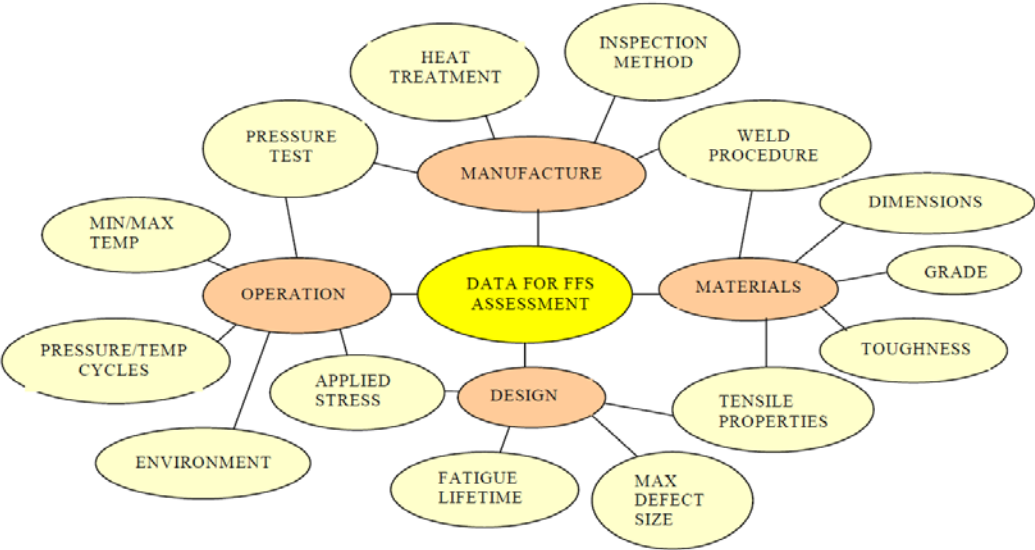 HEAT
TREATMENT
INSPECTION
METHOD
PRESSURE
TEST
WELD
PROCEDURE
MANUFACTURE
DIMENSIONS
MIN/MAX
TEMP
GRADE
OPERATION
DATA FOR FFS
ASSESSMENT
MATERIALS
PRESSURE/TEMP
CYCLES
TOUGHNESS
APPLIED
STRESS
DESIGN
TENSILE
PROPERTIES
ENVIRONMENT
FATIGUE
LIFETIME
MAX
DEFECT
SIZE